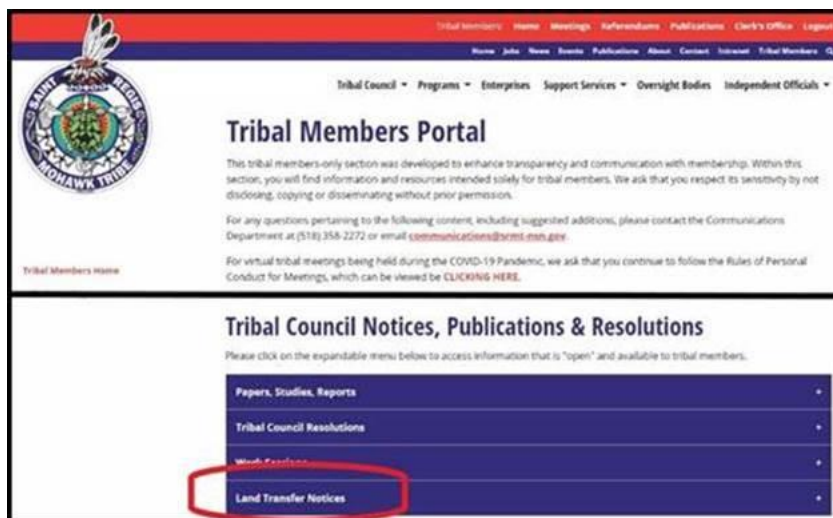 Tribal Members: Home Meetings Referendums Publications Clerk's Office Logout
Home Jobs News Events Publications About Contact Intranet Tribal Members
Tribal Council Programs Enterprises Support Services Oversight Bodies Independent Officials
SAINT REGIS
MOHAWK TRIBE
Tribal Members Portal
This tribal members-only section was developed to enhance transparency and communication with membership. Within this
section, you will find information and resources intended solely for tribal members. We ask that you respect its sensitivity by not
disclosing, copying or disseminating without prior permission.
For any questions pertaining to the following content, including suggested additions, please contact the Communications
Department at (518) 358-2272 or email communications@srmt-nsn.gov.
For virtual tribal meetings being held during the COVID-19 Pandemic, we ask that you continue to follow the Rules of Personal
Conduct for Meetings, which can be viewed be CLICKING HERE.
Tribal Members Home
Tribal Council Notices, Publications & Resolutions
Please click on the expandable menu below to access information that is "open" and available to tribal members.
Papers, Studies, Reports +
Tribal Council Resolutions +
Work Sessions +
Land Transfer Notices +